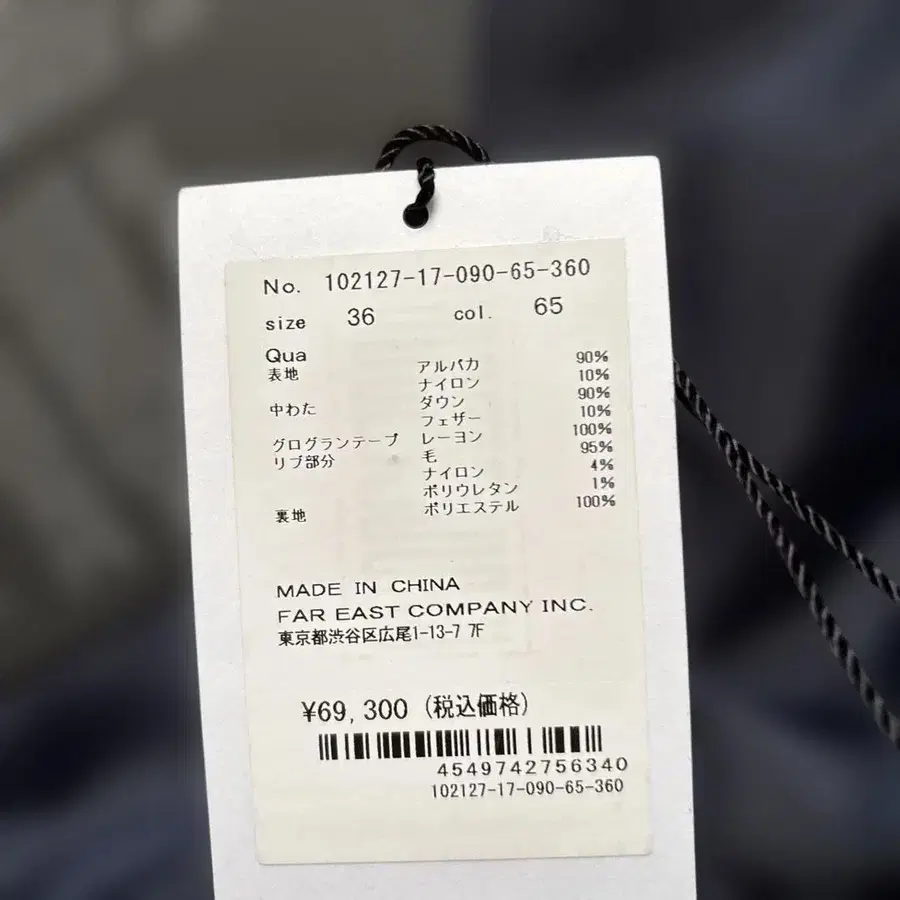 No. 102127-17-090-65-360
size 36 col. 65
Qua
表地 アルパカ 90%
ナイロン 10%
中わた ダウン 90%
フェザー 10%
グログランテープ レーヨン 100%
リブ部分 毛 95%
ナイロン 4%
ポリウレタン 1%
裏地 ポリエステル 100%
MADE IN CHINA
FAR EAST COMPANY INC.
東京都渋谷区広尾1-13-7 7F
¥69,300 (税込価格)
4549742756340
102127-17-090-65-360